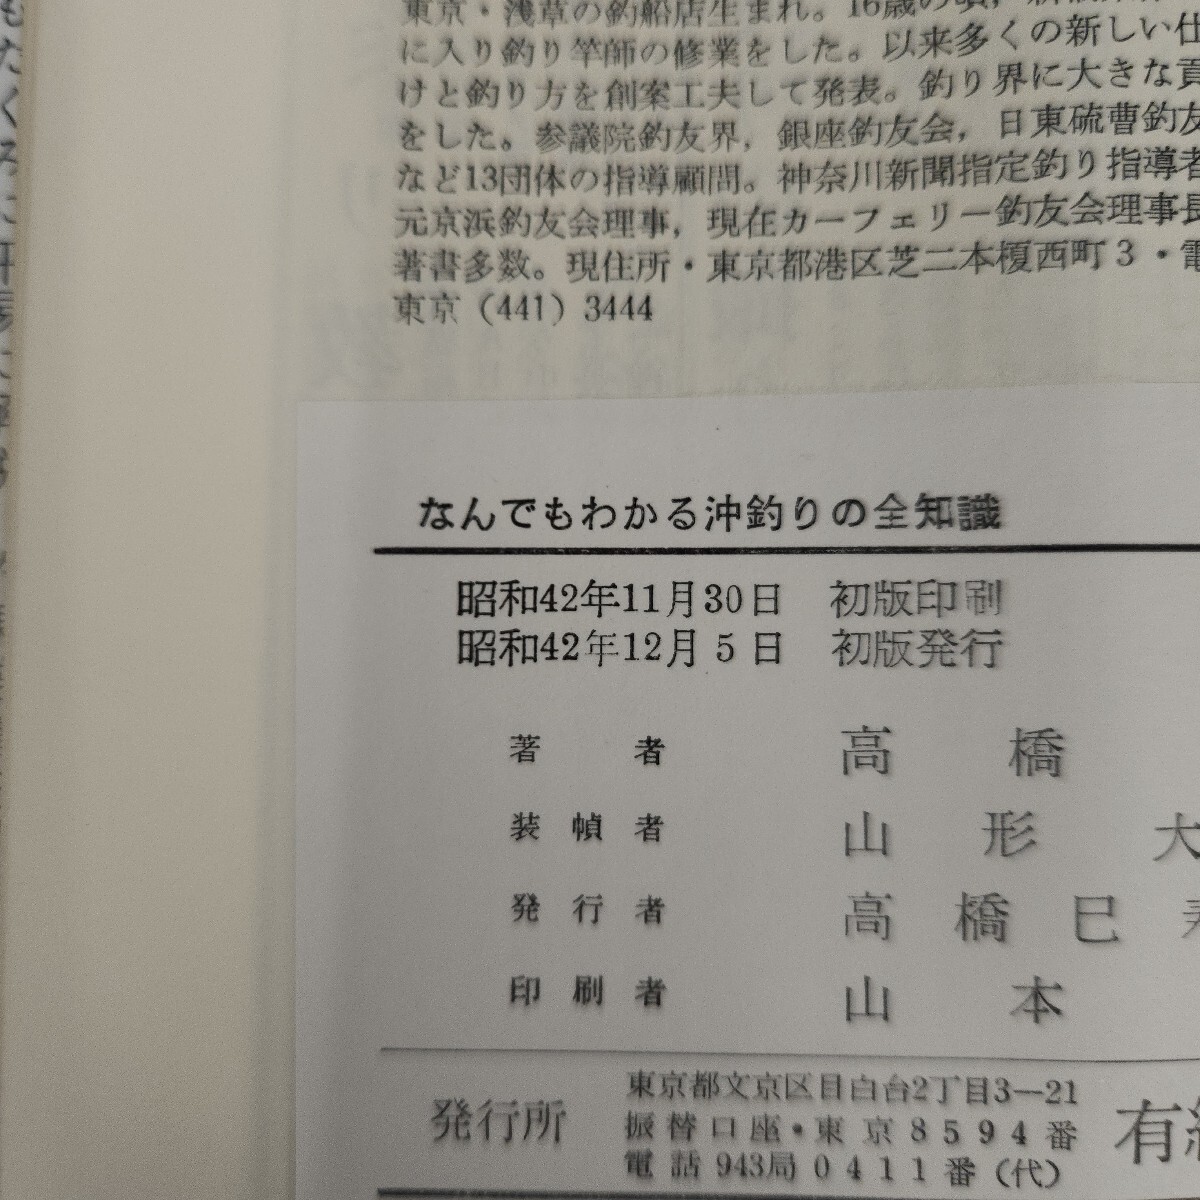 東京・浅草の釣船店生まれ。16歳の頃,
に入り釣り竿師の修業をした。以来多くの新しい仕
けと釣り方を創案工夫して発表。釣り界に大きな貢
をした。参議院釣友界，銀座釣友会，日東硫曹釣友
など13団体の指導顧問。神奈川新聞指定釣り指導者
元京浜釣友会理事，現在カーフェリー釣友会理事長
著書多数。現住所・東京都港区芝二本榎西町3・電
東京（441）3444
なんでもわかる沖釣りの全知識
昭和42年11月30日 初版印刷
昭和42年12月5日 初版発行
著者 高橋
装幀者 山形大
発行者 高橋巳
印刷者 山本
発行所
東京都文京区目白台2丁目3—21
振替口座・東京8594番
電話943局0411番（代）
有